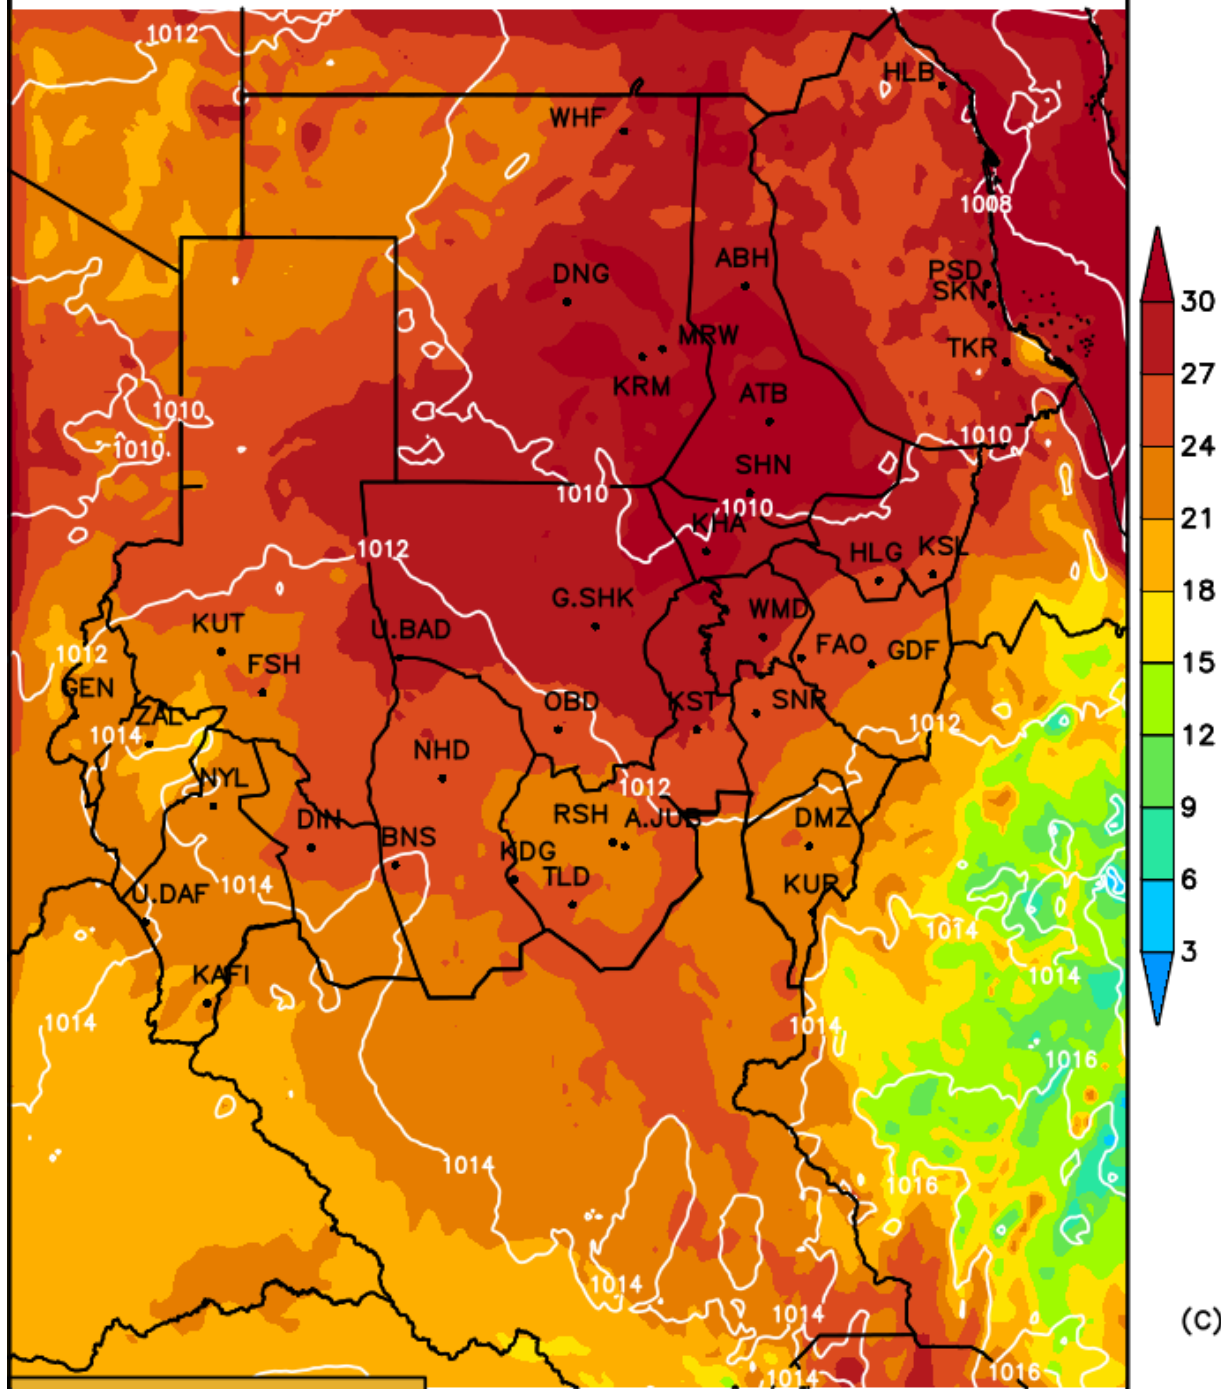 1012
HLB
WHF
1008
ABH
DNG
PSD
SKN
30
MRW
TKR
27
KRM
ATB
1010
1010
24
1010
SHN
1010
1010
21
KHA
1012
HLG
KSL
18
G.SHK
WMD
KUT
U.BAD
FAO
GDF
1012
FSH
15
GEN
OBD
KST
SNR
ZAL
1012
1014
12
NHD
NYL
1012
9
DIN
RSH
A.JUB
DMZ
BNS
KDG
TLD
6
1014
KUR
U.DAF
1014
3
KAFI
1014
1014
1014
1016
1014
1016
1014
1014
(C)
1016
1014